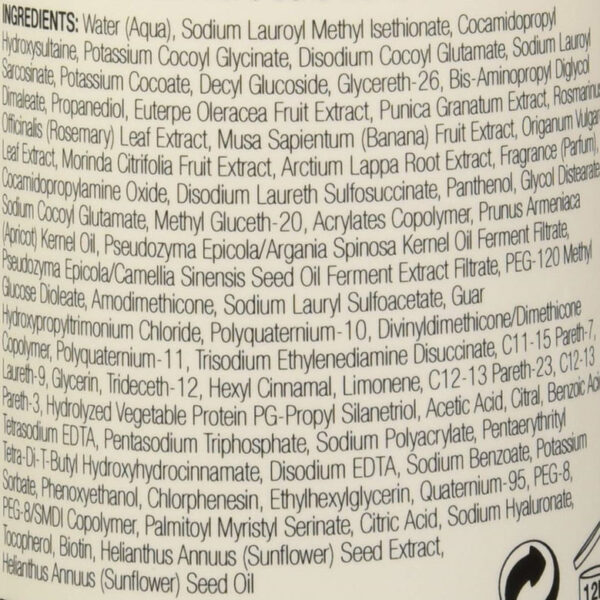 INGREDIENTS: Water (Aqua), Sodium Lauroyl Methyl Isethionate, Cocamidopropyl
Hydroxysultaine, Potassium Cocoyl Glycinate, Disodium Cocoyl Glutamate, Sodium Lauroyl
Sarcosinate, Potassium Cocoate, Decyl Glucoside, Glycereth-26, Bis-Aminopropyl Diglycol
Dimaleate, Propanediol, Euterpe Oleracea Fruit Extract, Punica Granatum Extract, Rosmarinus
Officinalis (Rosemary) Leaf Extract, Musa Sapientum (Banana) Fruit Extract, Origanum Vulgare
Leaf Extract, Morinda Citrifolia Fruit Extract, Arctium Lappa Root Extract, Fragrance (Parfum),
Cocamidopropylamine Oxide, Disodium Laureth Sulfosuccinate, Panthenol, Glycol Distearate,
Sodium Cocoyl Glutamate, Methyl Gluceth-20, Acrylates Copolymer, Prunus Armeniaca
(Apricot) Kernel Oil, Pseudozyma Epicola/Argania Spinosa Kernel Oil Ferment Filtrate,
Pseudozyma Epicola/Camellia Sinensis Seed Oil Ferment Extract Filtrate, PEG-120 Methyl
Glucose Dioleate, Amodimethicone, Sodium Lauryl Sulfoacetate, Guar
Hydroxypropyltrimonium Chloride, Polyquaternium-10, Divinyldimethicone/Dimethicone
Copolymer, Polyquaternium-11, Trisodium Ethylenediamine Disuccinate, C11-15 Pareth-7,
Laureth-9, Glycerin, Trideceth-12, Hexyl Cinnamal, Limonene, C12-13 Pareth-23, C12-13
Pareth-3, Hydrolyzed Vegetable Protein PG-Propyl Silanetriol, Acetic Acid, Citral, Benzoic Acid
Tetrasodium EDTA, Pentasodium Triphosphate, Sodium Polyacrylate, Pentaerythrityl
Tetra-Di-T-Butyl Hydroxyhydrocinnamate, Disodium EDTA, Sodium Benzoate, Potassium
Sorbate, Phenoxyethanol, Chlorphenesin, Ethylhexylglycerin, Quaternium-95, PEG-8,
PEG-8/SMDI Copolymer, Palmitoyl Myristyl Serinate, Citric Acid, Sodium Hyaluronate,
Tocopherol, Biotin, Helianthus Annuus (Sunflower) Seed Extract,
Helianthus Annuus (Sunflower) Seed Oil